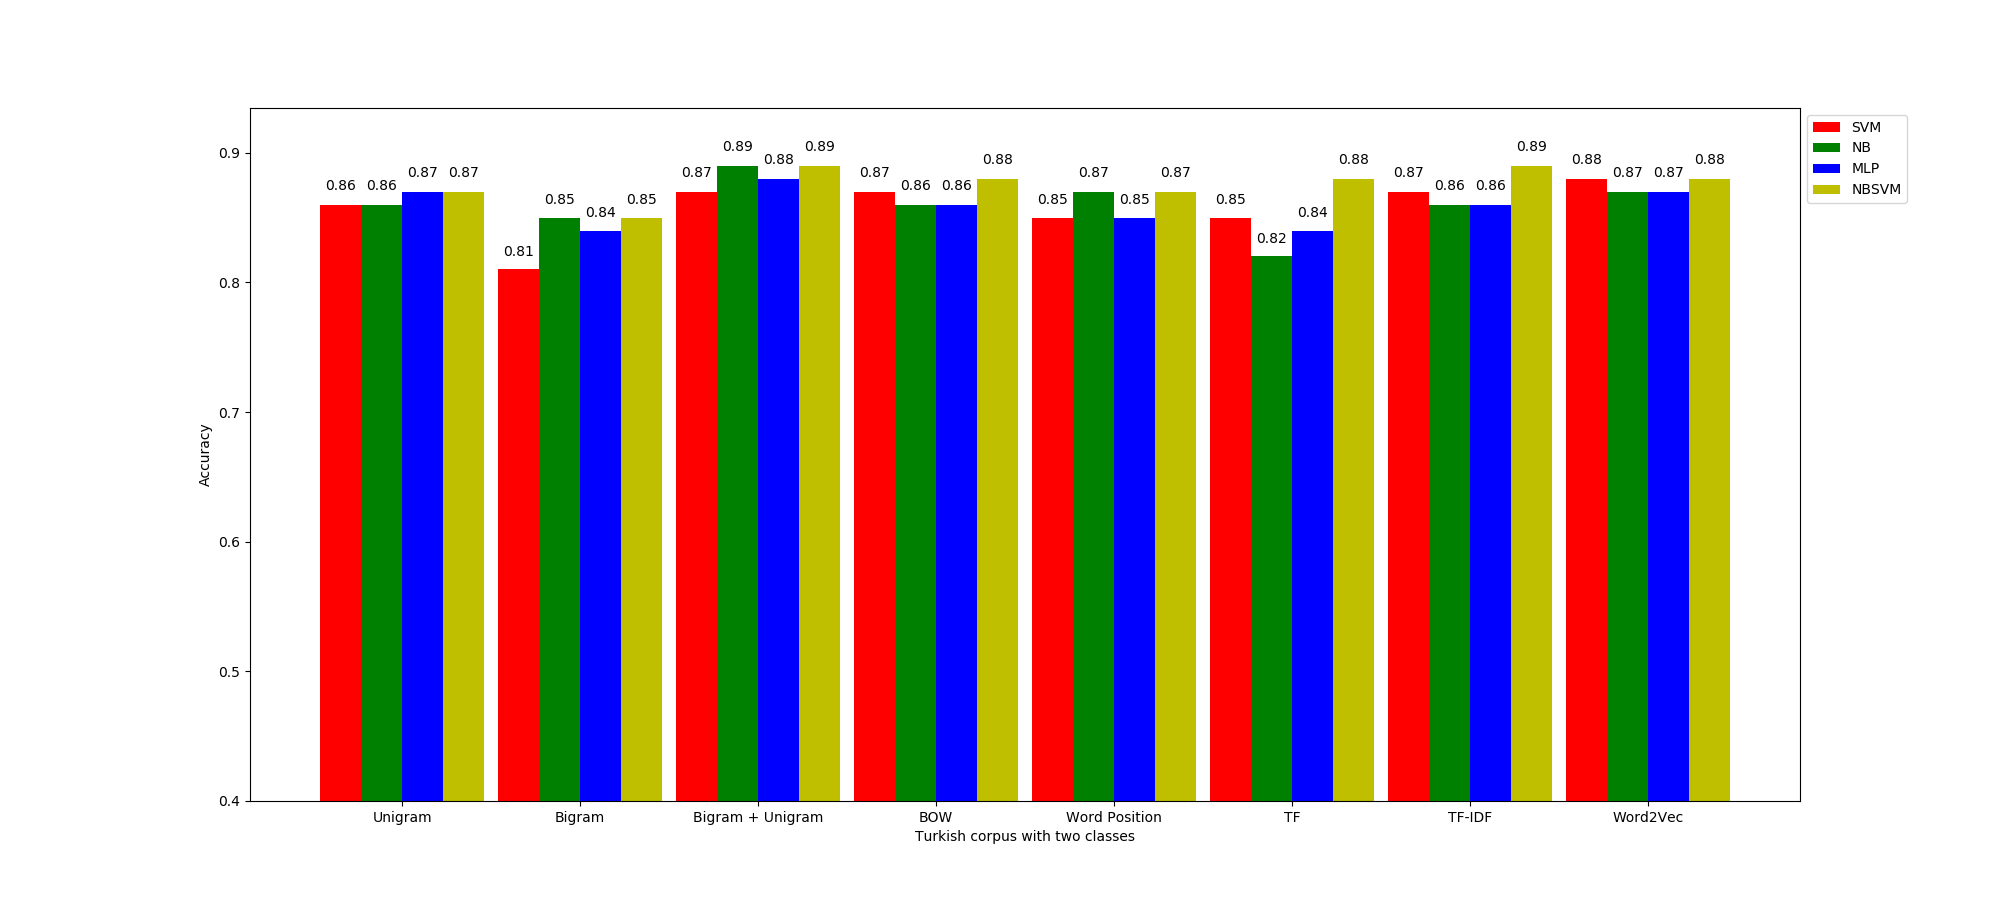 0.86 0.86 0.87 0.87
0.81 0.85 0.84 0.85
0.87 0.89 0.88 0.89
0.87 0.86 0.86 0.88
0.85 0.87 0.85 0.87
0.85 0.82 0.84 0.88
0.87 0.86 0.86 0.89
0.88 0.87 0.87 0.88
SVM
NB
MLP
NBSVM
0.9
0.8
0.7
0.6
0.5
0.4
Accuracy
Unigram Bigram Bigram + Unigram BOW Word Position TF TF-IDF Word2Vec
Turkish corpus with two classes